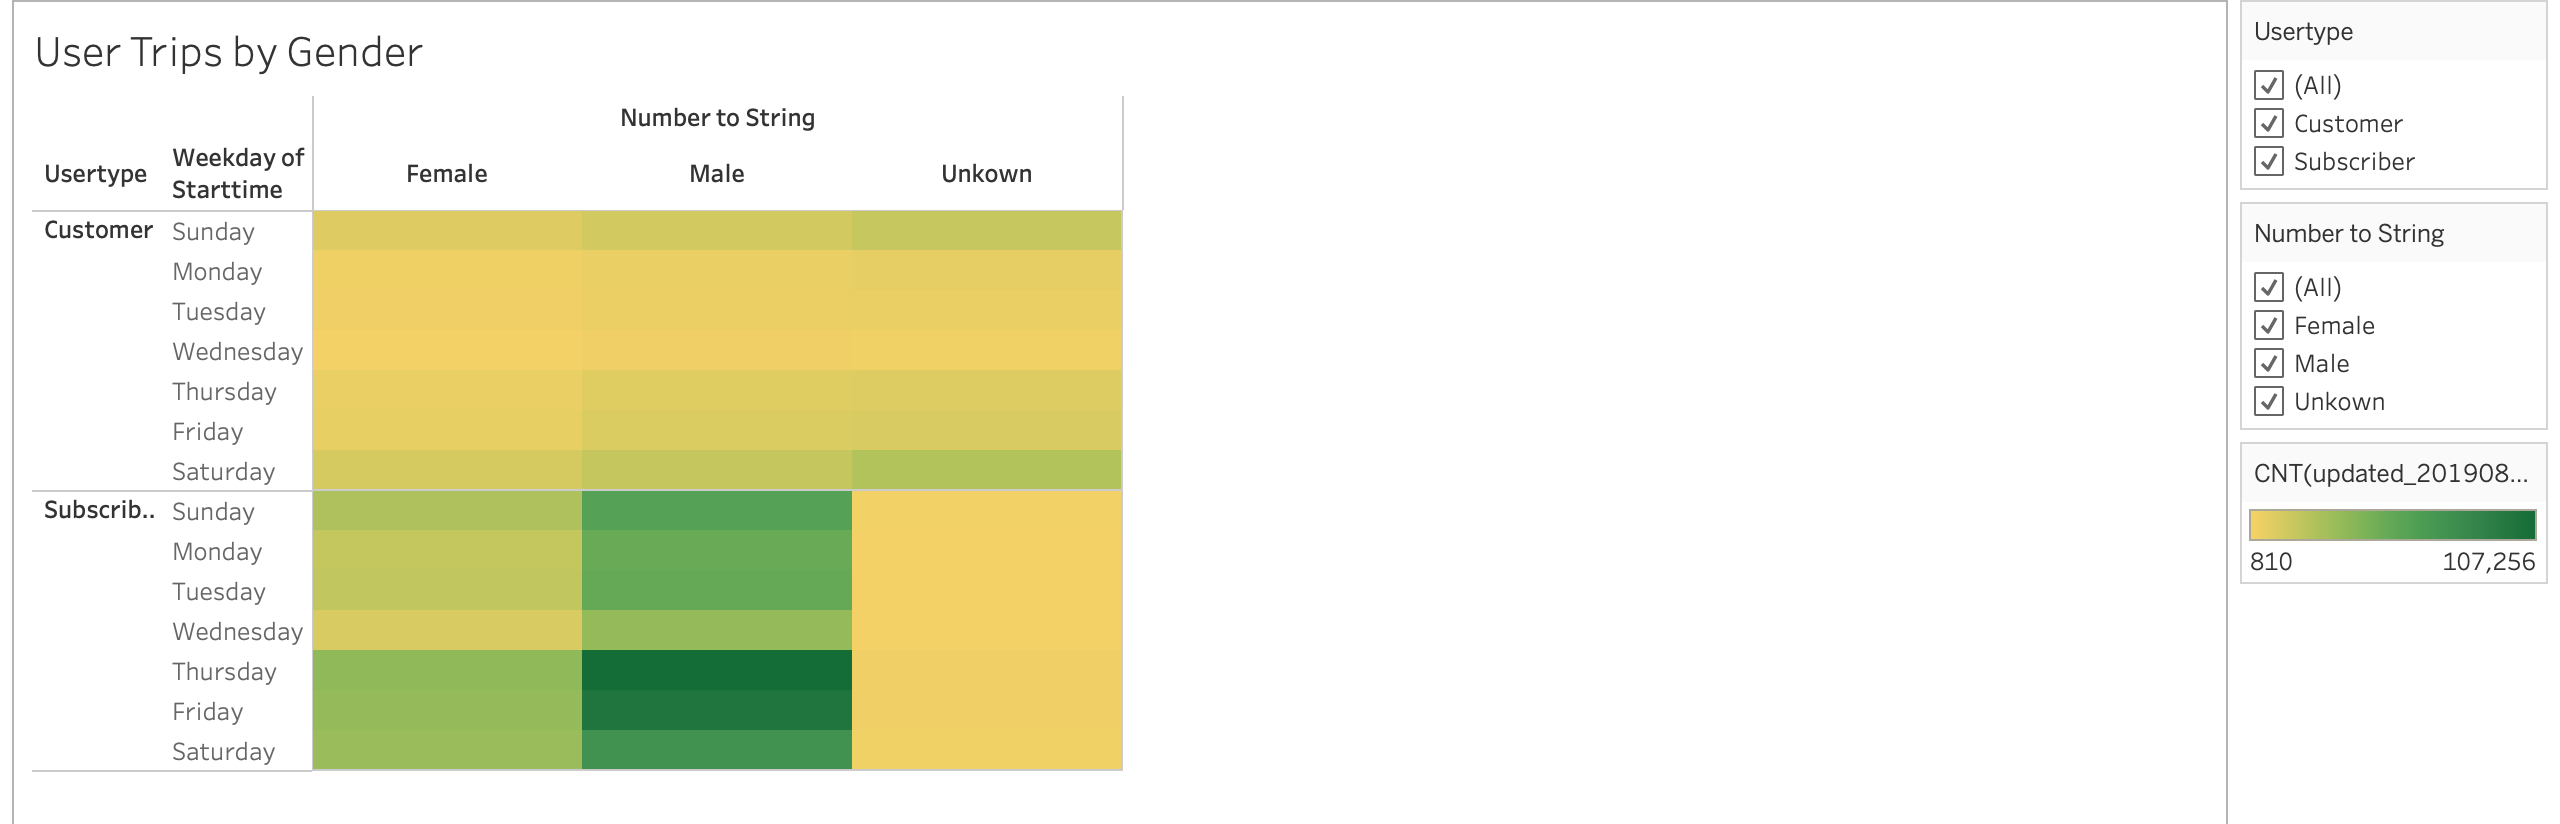 User Trips by Gender
Number to String
Usertype Weekday of Starttime Female Male Unkown
Customer Sunday
Monday
Tuesday
Wednesday
Thursday
Friday
Saturday
Subscrib.. Sunday
Monday
Tuesday
Wednesday
Thursday
Friday
Saturday
Usertype
(All)
Customer
Subscriber
Number to String
(All)
Female
Male
Unkown
CNT(updated_201908...
810 107,256